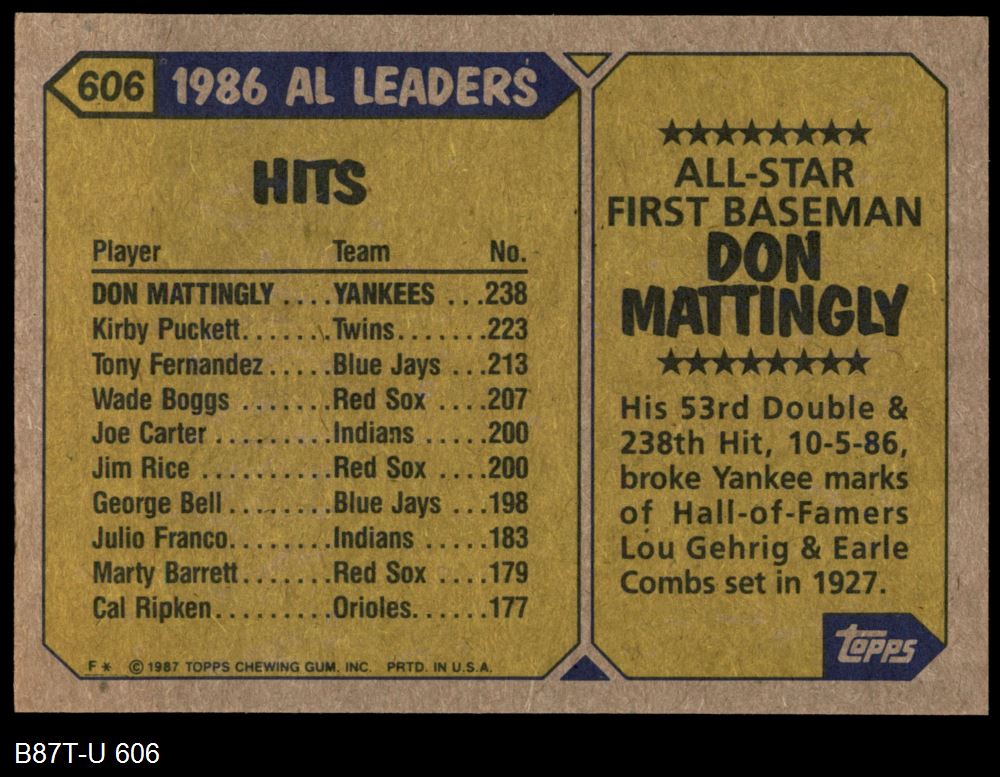 606 1986 AL LEADERS
HITS
Player Team No.
DON MATTINGLY ....YANKEES ...238
Kirby Puckett.......Twins.......223
Tony Fernandez.....Blue Jays ...213
Wade Boggs .......Red Sox ....207
Joe Carter .........Indians .....200
Jim Rice ..........Red Sox ....200
George Bell........Blue Jays ...198
Julio Franco........Indians .....183
Marty Barrett.......Red Sox ....179
Cal Ripken.........Orioles......177
F* © 1987 TOPPS CHEWING GUM, INC. PRTD. IN U.S.A.
★★★★★★★★
ALL-STAR
FIRST BASEMAN
DON
MATTINGLY
★★★★★★★★
His 53rd Double &
238th Hit, 10-5-86,
broke Yankee marks
of Hall-of-Famers
Lou Gehrig & Earle
Combs set in 1927.
topps
B87T-U 606